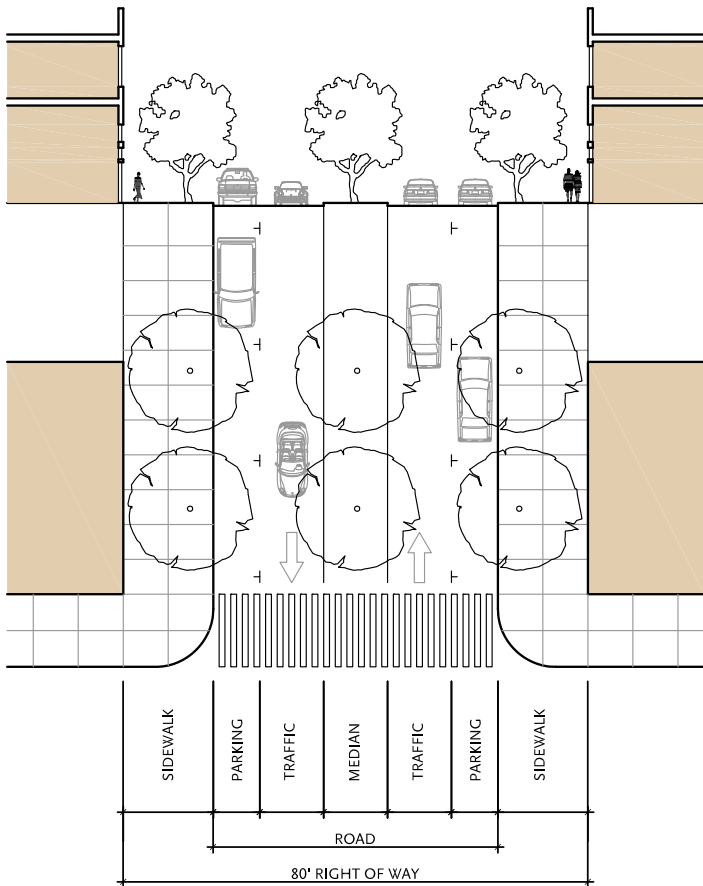 SIDEWALK
PARKING
TRAFFIC
MEDIAN
TRAFFIC
PARKING
SIDEWALK
ROAD
80' RIGHT OF WAY